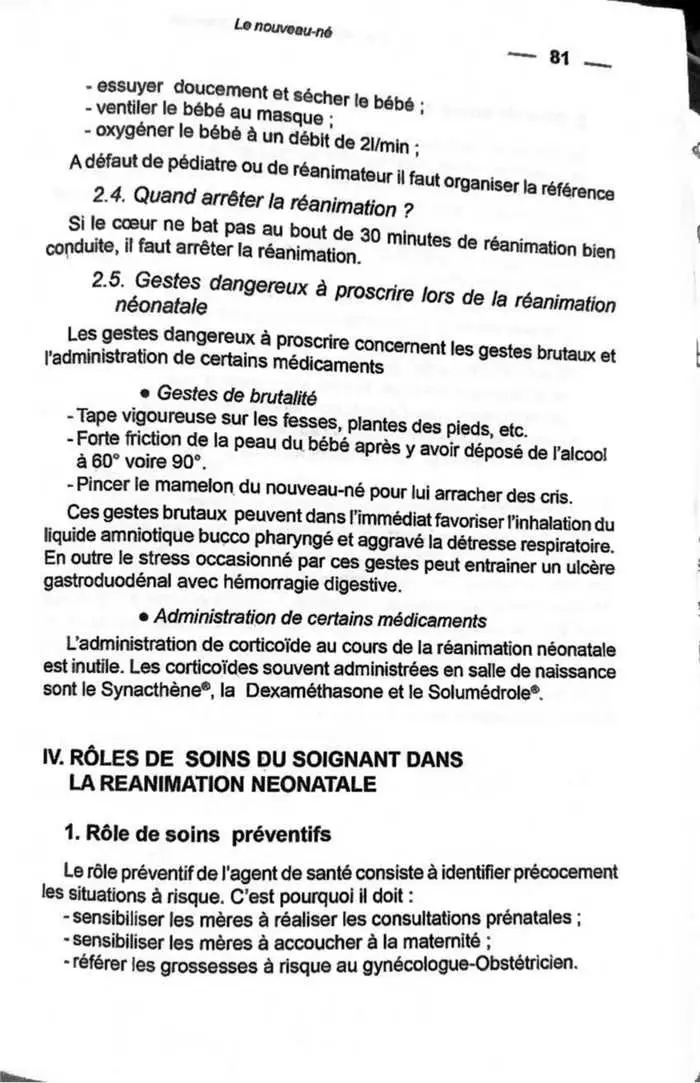 Le nouveau-né
— 81 —
- essuyer doucement et sécher le bébé ;
- ventiler le bébé au masque ;
- oxygéner le bébé à un débit de 2l/min ;
A défaut de pédiatre ou de réanimateur il faut organiser la référence
2.4. Quand arrêter la réanimation ?
Si le cœur ne bat pas au bout de 30 minutes de réanimation bien
conduite, il faut arrêter la réanimation.
2.5. Gestes dangereux à proscrire lors de la réanimation
néonatale
Les gestes dangereux à proscrire concernent les gestes brutaux et
l'administration de certains médicaments
• Gestes de brutalité
- Tape vigoureuse sur les fesses, plantes des pieds, etc.
- Forte friction de la peau du bébé après y avoir déposé de l'alcool
à 60° voire 90°.
- Pincer le mamelon du nouveau-né pour lui arracher des cris.
Ces gestes brutaux peuvent dans l'immédiat favoriser l'inhalation du
liquide amniotique bucco pharyngé et aggravé la détresse respiratoire.
En outre le stress occasionné par ces gestes peut entrainer un ulcère
gastroduodénal avec hémorragie digestive.
• Administration de certains médicaments
L'administration de corticoïde au cours de la réanimation néonatale
est inutile. Les corticoïdes souvent administrées en salle de naissance
sont le Synacthène®, la Dexaméthasone et le Solumédrole®.
IV. RÔLES DE SOINS DU SOIGNANT DANS
LA REANIMATION NEONATALE
1. Rôle de soins préventifs
Le rôle préventif de l'agent de santé consiste à identifier précocement
les situations à risque. C'est pourquoi il doit :
- sensibiliser les mères à réaliser les consultations prénatales ;
- sensibiliser les mères à accoucher à la maternité ;
- référer les grossesses à risque au gynécologue-Obstétricien.